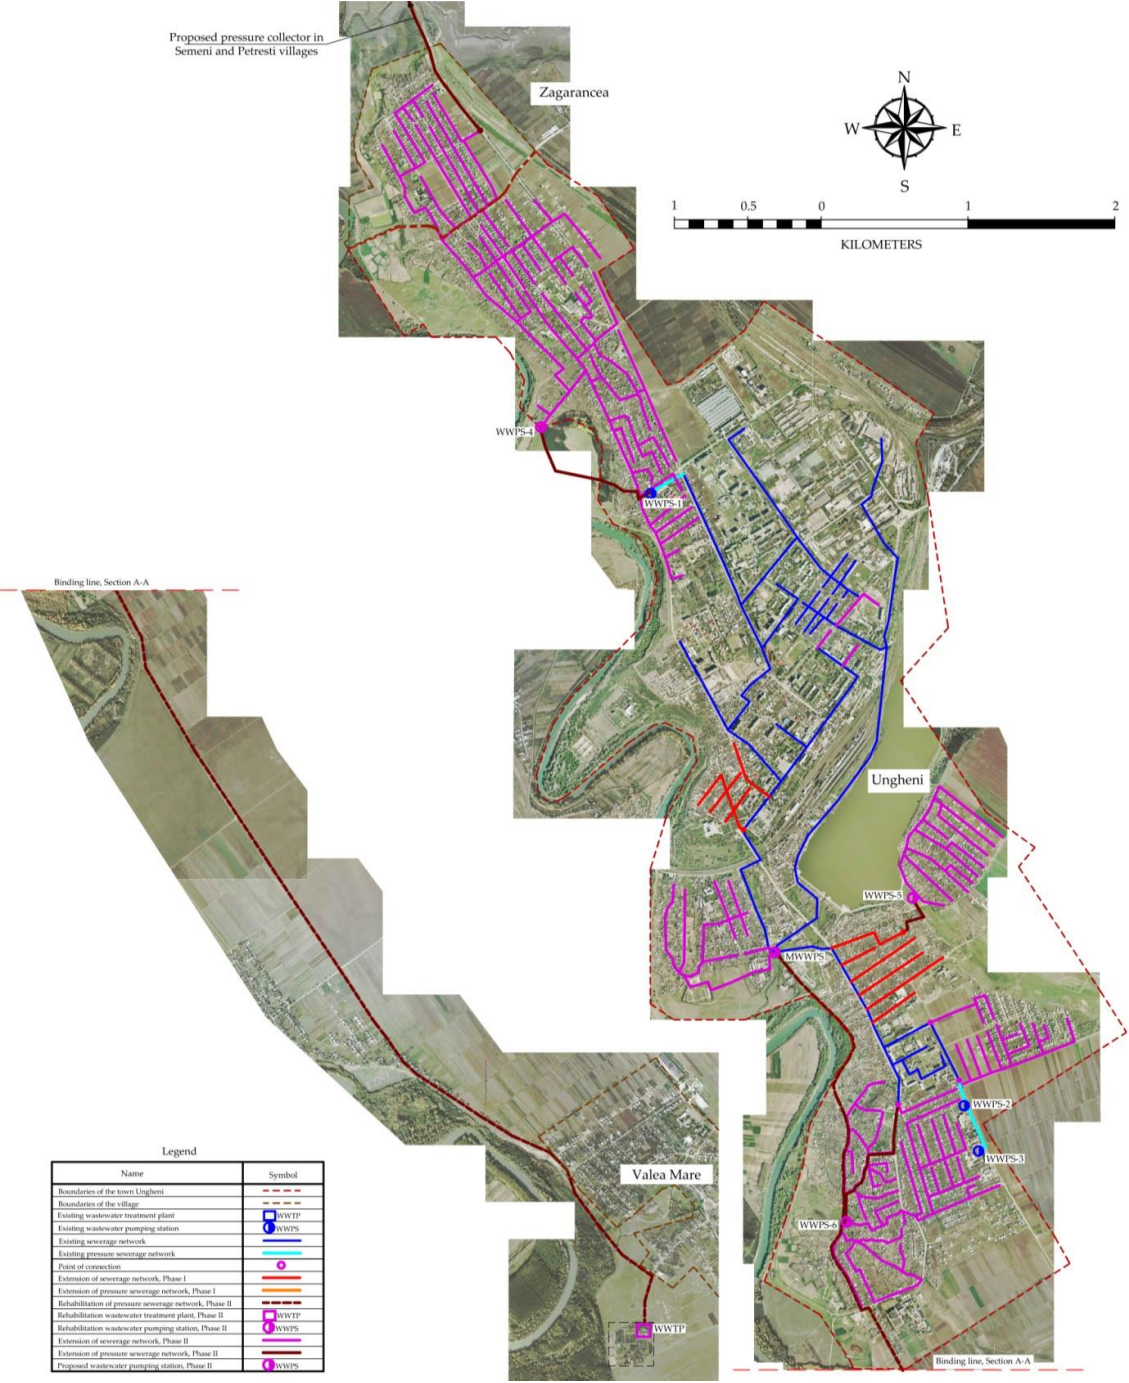 Proposed pressure collector in
Semeni and Petresti villages
Zagarancea
N
W
E
S
1
0.5
0
1
2
KILOMETERS
WWPS-4
WWPS-1
Binding line, Section A-A
Ungheni
WWPS-5
MWWPS
WWPS-2
WWPS-3
Valea Mare
WWPS-6
WWTP
Binding line, Section A-A
Legend
Name Symbol
Boundaries of the town Ungheni
Boundaries of the village
Existing wastewater treatment plant WWTP
Existing wastewater pumping station WWPS
Existing sewerage network
Existing pressure sewerage network
Point of connection
Extension of sewerage network, Phase I
Extension of pressure sewerage network, Phase I
Rehabilitation of pressure sewerage network, Phase II
Rehabilitation wastewater treatment plant, Phase II WWTP
Rehabilitation wastewater pumping station, Phase II WWPS
Extension of sewerage network, Phase II
Extension of pressure sewerage network, Phase II
Proposed wastewater pumping station, Phase II WWPS